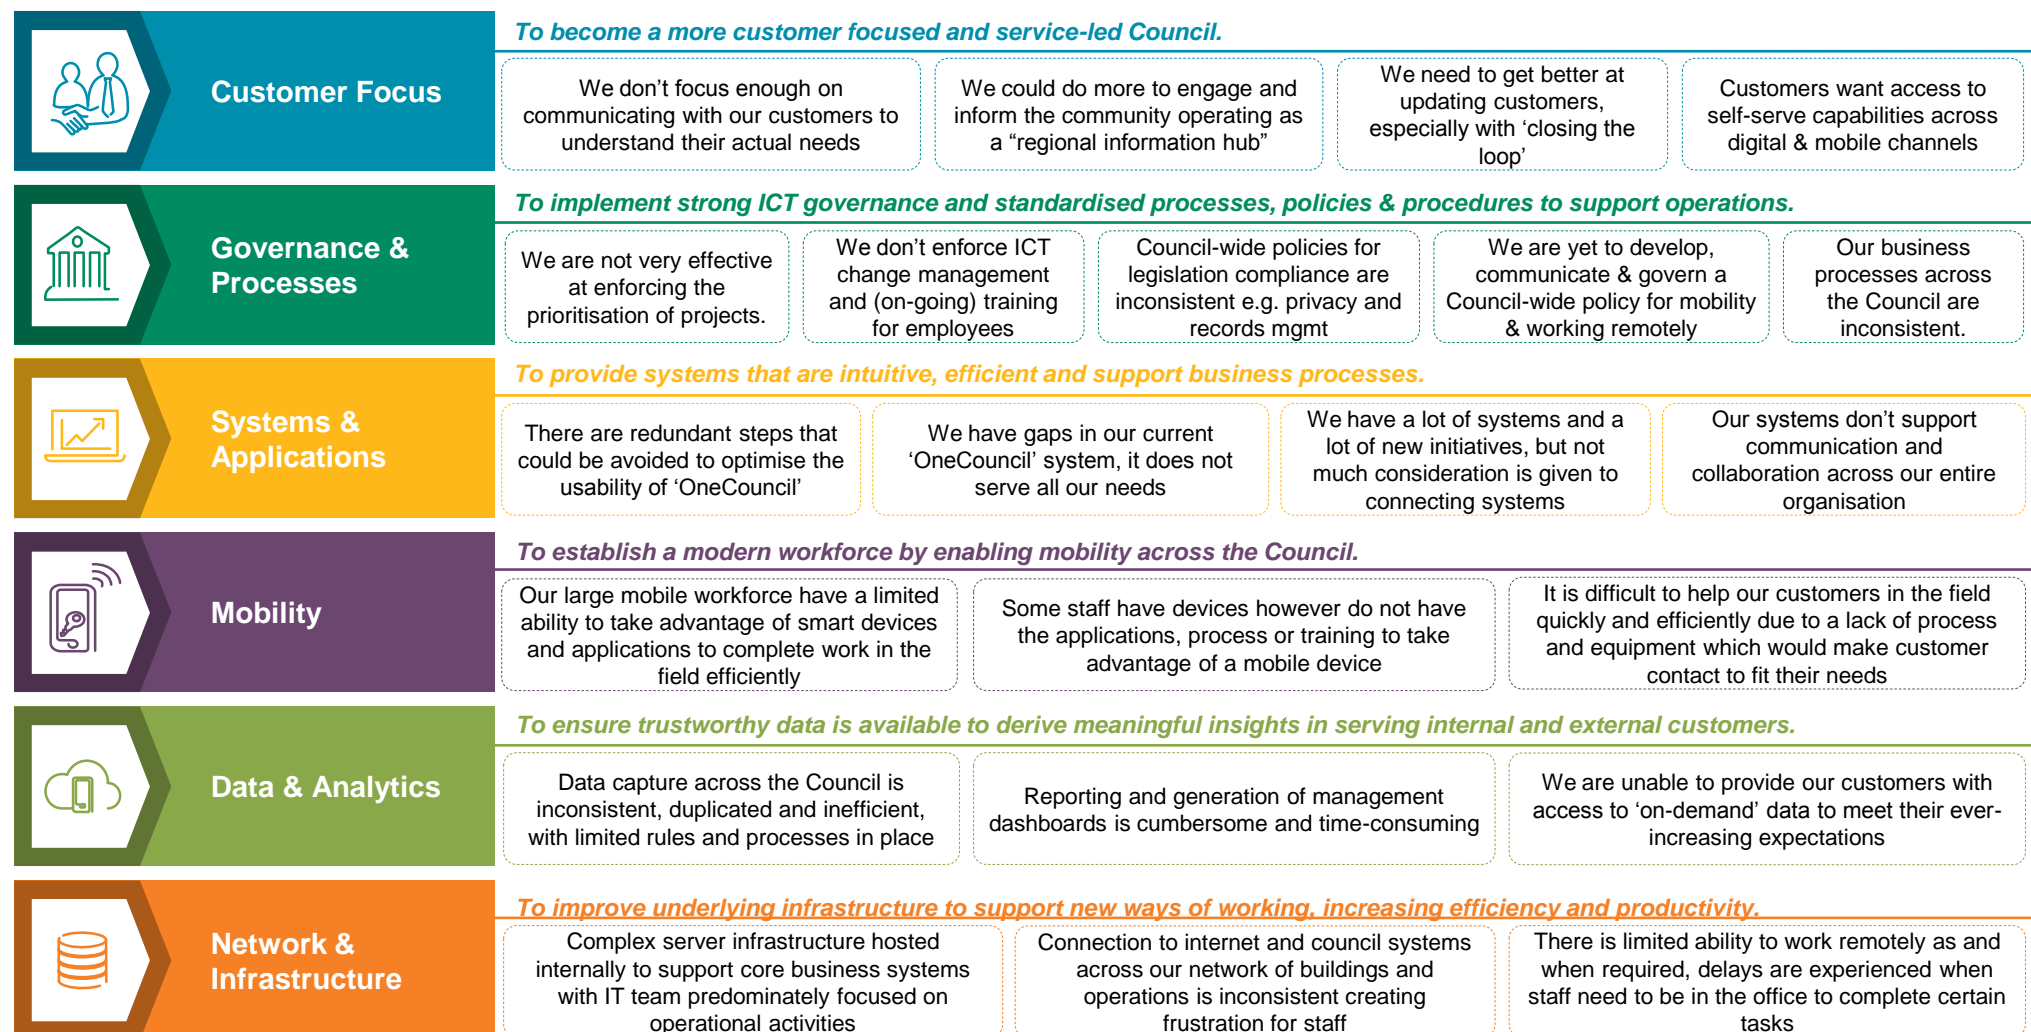 To become a more customer focused and service-led Council.
Customer Focus
We don’t focus enough on
communicating with our customers to
understand their actual needs
We could do more to engage and
inform the community operating as
a “regional information hub”
We need to get better at
updating customers,
especially with ‘closing the
loop’
Customers want access to
self-serve capabilities across
digital & mobile channels
To implement strong ICT governance and standardised processes, policies & procedures to support operations.
Governance &
Processes
We are not very effective
at enforcing the
prioritisation of projects.
We don’t enforce ICT
change management
and (on-going) training
for employees
Council-wide policies for
legislation compliance are
inconsistent e.g. privacy and
records mgmt
We are yet to develop,
communicate & govern a
Council-wide policy for mobility
& working remotely
Our business
processes across
the Council are
inconsistent.
To provide systems that are intuitive, efficient and support business processes.
Systems &
Applications
There are redundant steps that
could be avoided to optimise the
usability of ‘OneCouncil’
We have gaps in our current
‘OneCouncil’ system, it does not
serve all our needs
We have a lot of systems and a
lot of new initiatives, but not
much consideration is given to
connecting systems
Our systems don’t support
communication and
collaboration across our entire
organisation
To establish a modern workforce by enabling mobility across the Council.
Mobility
Our large mobile workforce have a limited
ability to take advantage of smart devices
and applications to complete work in the
field efficiently
Some staff have devices however do not have
the applications, process or training to take
advantage of a mobile device
It is difficult to help our customers in the field
quickly and efficiently due to a lack of process
and equipment which would make customer
contact to fit their needs
To ensure trustworthy data is available to derive meaningful insights in serving internal and external customers.
Data & Analytics
Data capture across the Council is
inconsistent, duplicated and inefficient,
with limited rules and processes in place
Reporting and generation of management
dashboards is cumbersome and time-consuming
We are unable to provide our customers with
access to ‘on-demand’ data to meet their ever-
increasing expectations
To improve underlying infrastructure to support new ways of working, increasing efficiency and productivity.
Network &
Infrastructure
Complex server infrastructure hosted
internally to support core business systems
with IT team predominately focused on
operational activities
Connection to internet and council systems
across our network of buildings and
operations is inconsistent creating
frustration for staff
There is limited ability to work remotely as and
when required, delays are experienced when
staff need to be in the office to complete certain
tasks